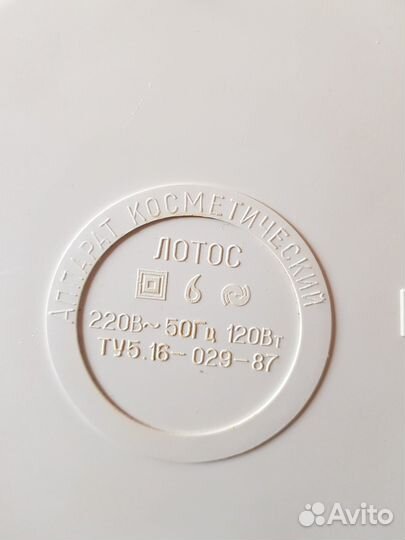 АППАРАТ КОСМЕТИЧЕСКИЙ
ЛОТОС
220В~ 50Гц 120Вт
ТУ5.16-029-87
Avito